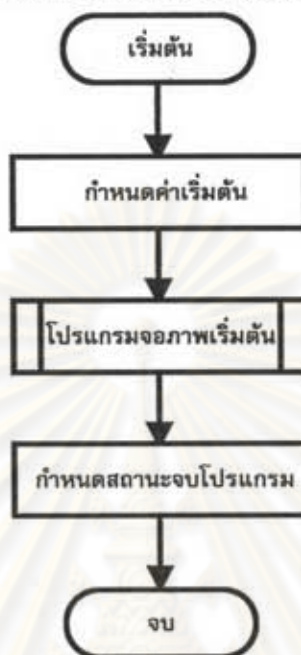 เริ่มต้น
กำหนดค่าเริ่มต้น
โปรแกรมจอภาพเริ่มต้น
กำหนดสถานะจบโปรแกรม
จบ